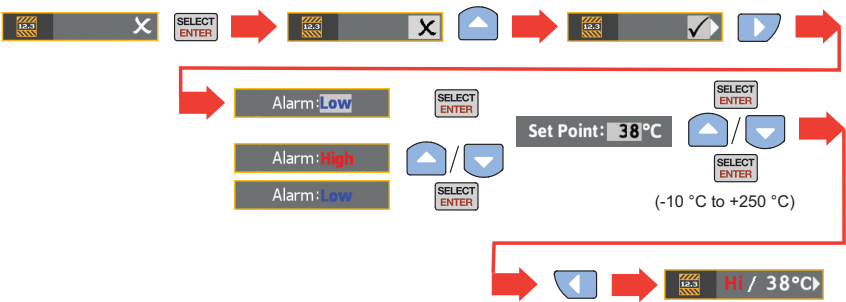 12.3
SELECT
ENTER
12.3
12.3
Alarm:Low
SELECT
ENTER
Alarm:High
Alarm:Low
SELECT
ENTER
Set Point: 38°C
SELECT
ENTER
/
SELECT
ENTER
(-10 °C to +250 °C)
/
12.3 Hi / 38°C